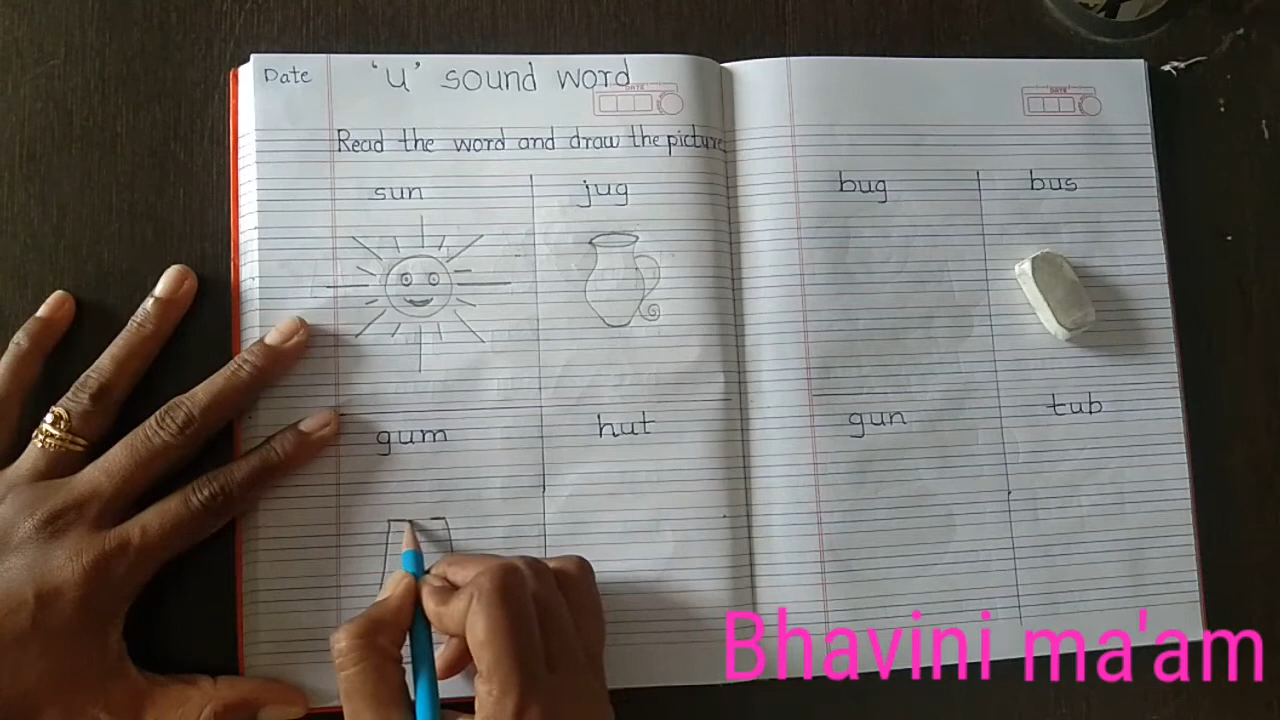 Date 'u' sound word
DATE
DATE
Read the word and draw the picture.
sun jug
bug bus
gum hut
gun tub
Bhavini ma'am